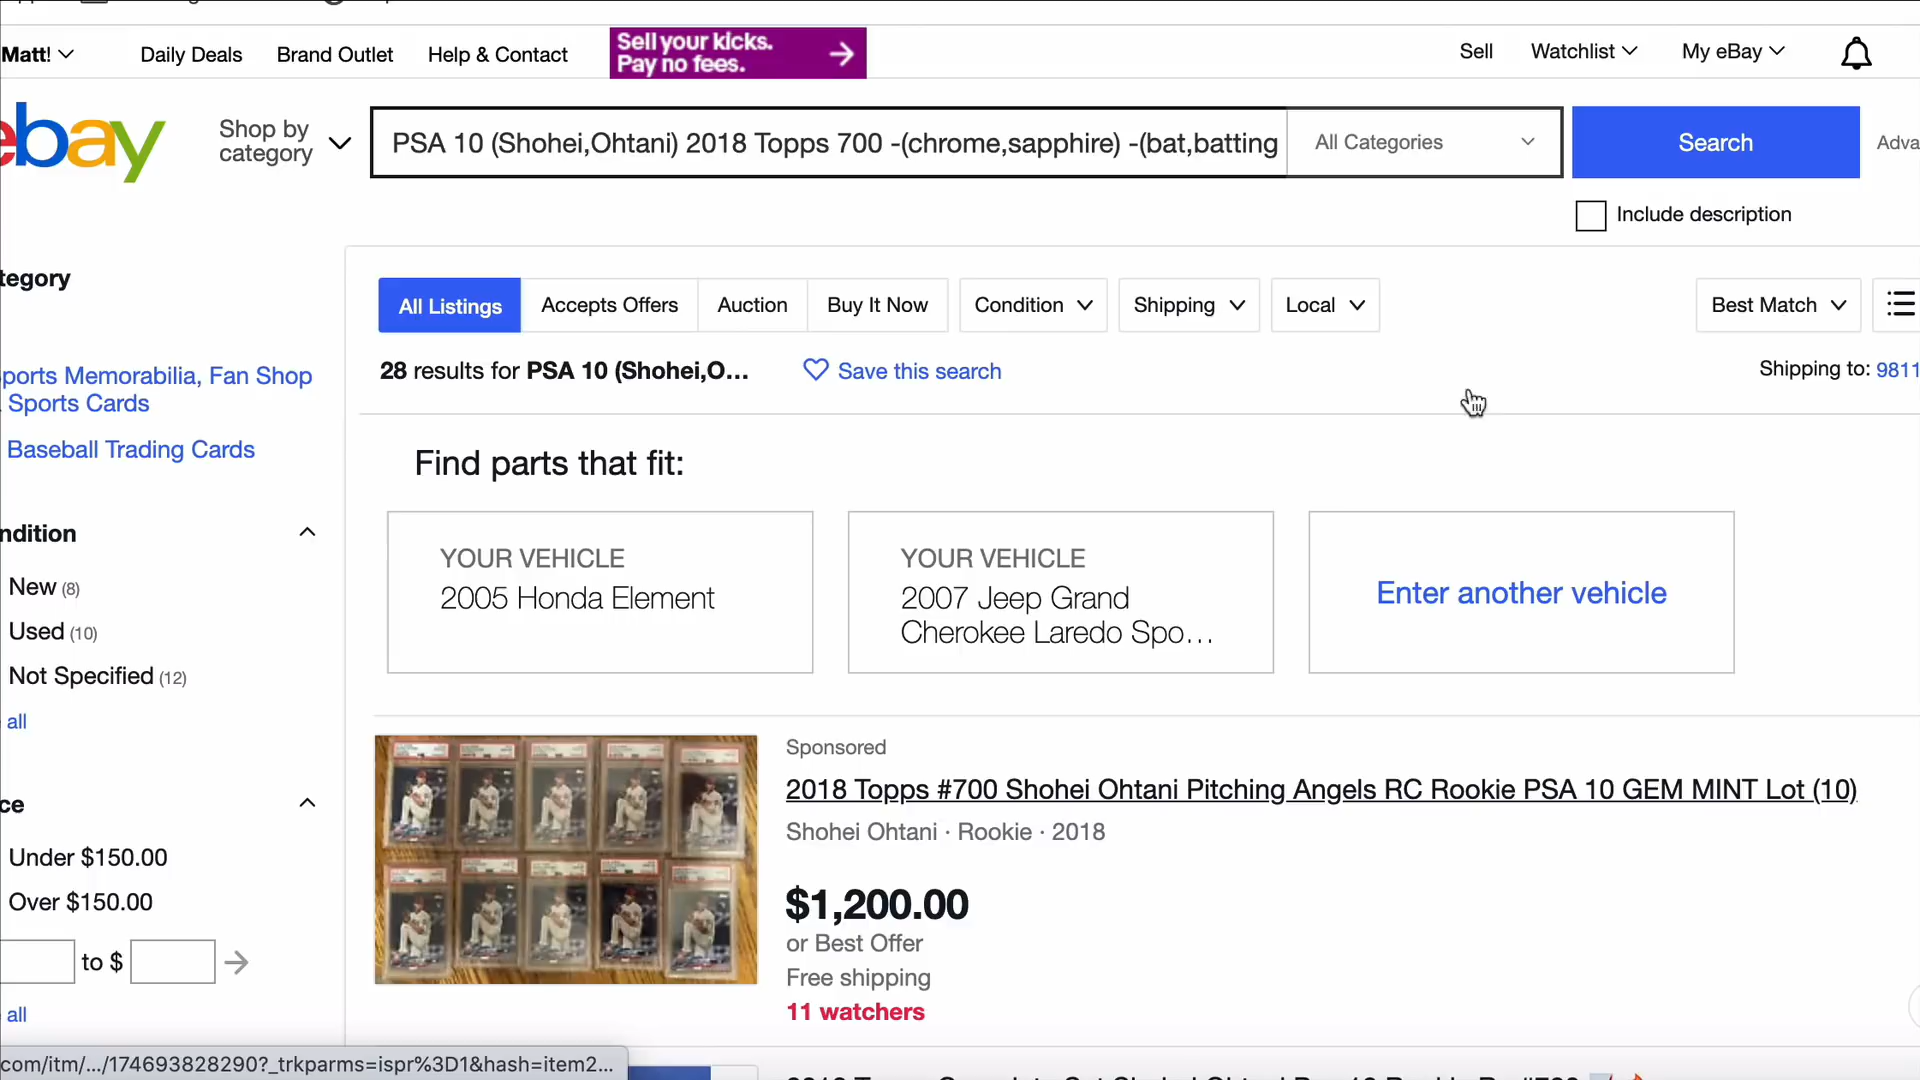 Matt!
Daily Deals
Brand Outlet
Help & Contact
Sell your kicks.
Pay no fees.
Sell
Watchlist
My eBay
ebay
Shop by
category
PSA 10 (Shohei,Ohtani) 2018 Topps 700 -(chrome,sapphire) -(bat,batting
All Categories
Search
Adva
Include description
tegory
All Listings
Accepts Offers
Auction
Buy It Now
Condition
Shipping
Local
Best Match
28 results for PSA 10 (Shohei,O...
Save this search
Shipping to: 9811
ports Memorabilia, Fan Shop
Sports Cards
Baseball Trading Cards
Find parts that fit:
YOUR VEHICLE
2005 Honda Element
YOUR VEHICLE
2007 Jeep Grand
Cherokee Laredo Spo...
Enter another vehicle
ndition
New (8)
Used (10)
Not Specified (12)
all
ce
Under $150.00
Over $150.00
to $
all
Sponsored
2018 Topps #700 Shohei Ohtani Pitching Angels RC Rookie PSA 10 GEM MINT Lot (10)
Shohei Ohtani · Rookie · 2018
$1,200.00
or Best Offer
Free shipping
11 watchers
com/itm/.../174693828290?_trkparms=ispr%3D1&hash=item2...